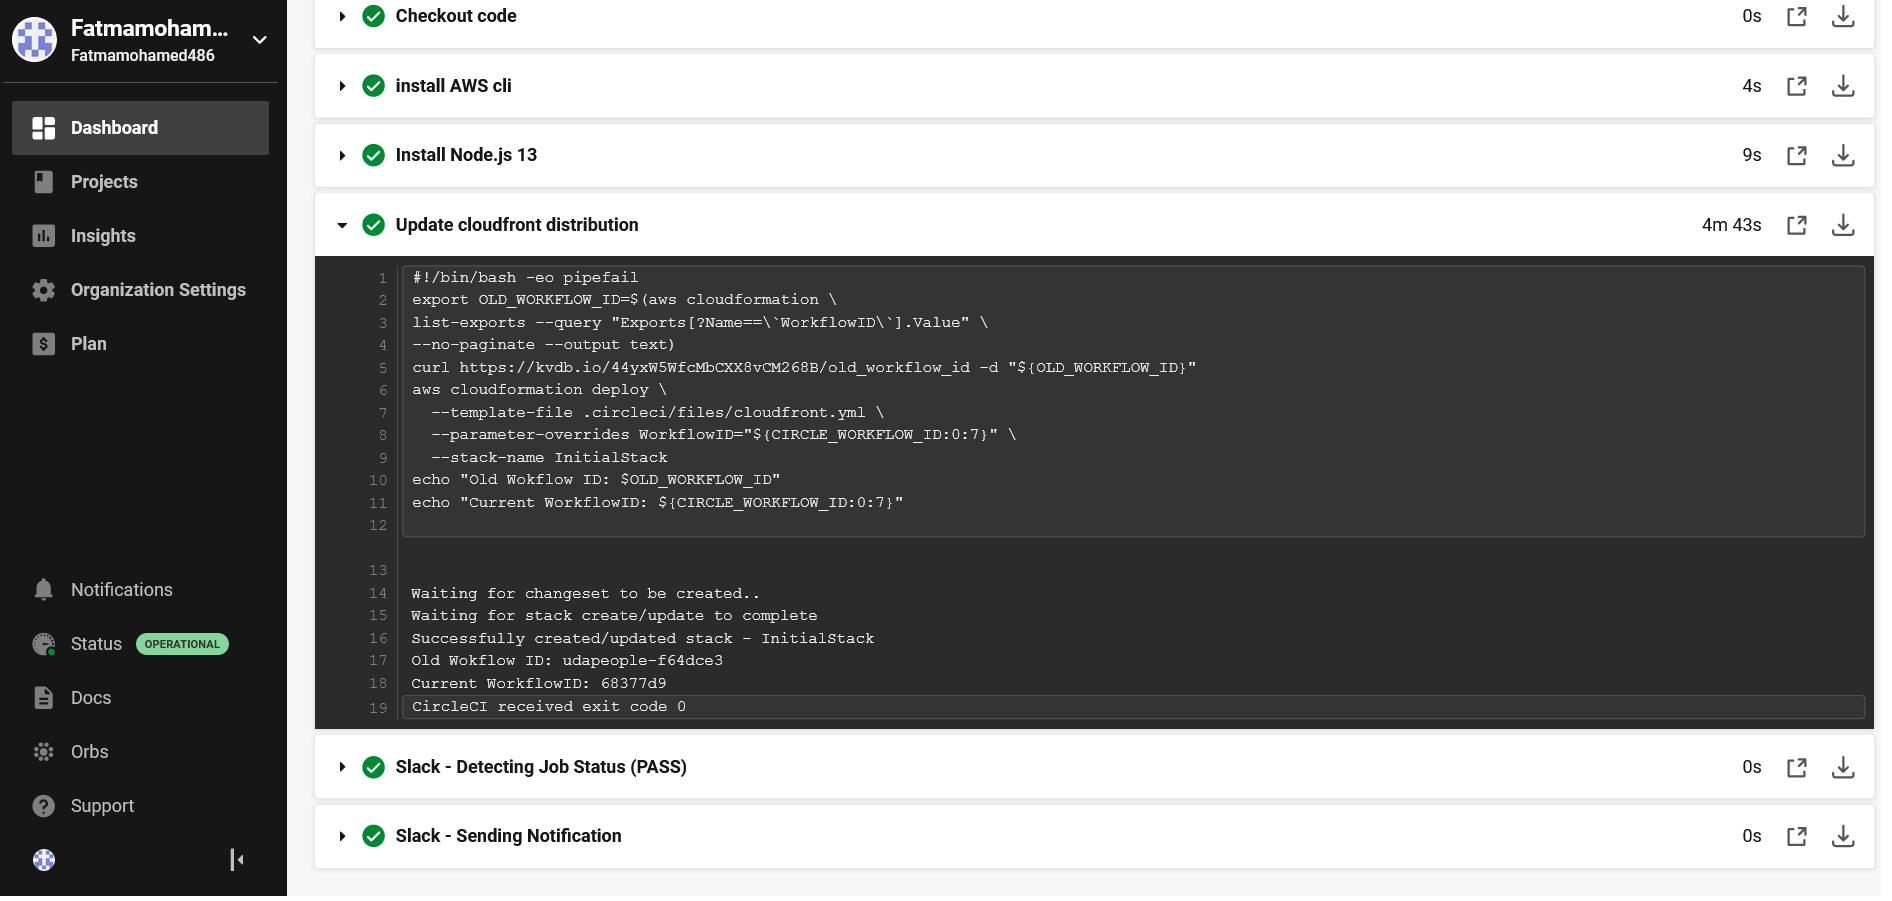 Fatmamoham...
Fatmamohamed486
Dashboard
Projects
Insights
Organization Settings
Plan
Notifications
Status OPERATIONAL
Docs
Orbs
Support
Checkout code 0s
install AWS cli 4s
Install Node.js 13 9s
Update cloudfront distribution 4m 43s
1 #!/bin/bash -eo pipefail
2 export OLD_WORKFLOW_ID=$(aws cloudformation \
3 list-exports --query "Exports[?Name==\`WorkflowID\`].Value" \
4 --no-paginate --output text)
5 curl https://kvdb.io/44yxW5WfcMbCXX8vCM268B/old_workflow_id -d "${OLD_WORKFLOW_ID}"
6 aws cloudformation deploy \
7   --template-file .circleci/files/cloudfront.yml \
8   --parameter-overrides WorkflowID="${CIRCLE_WORKFLOW_ID:0:7}" \
9   --stack-name InitialStack
10 echo "Old Wokflow ID: $OLD_WORKFLOW_ID"
11 echo "Current WorkflowID: ${CIRCLE_WORKFLOW_ID:0:7}"
12
13
14 Waiting for changeset to be created..
15 Waiting for stack create/update to complete
16 Successfully created/updated stack - InitialStack
17 Old Wokflow ID: udapeople-f64dce3
18 Current WorkflowID: 68377d9
19 CircleCI received exit code 0
Slack - Detecting Job Status (PASS) 0s
Slack - Sending Notification 0s